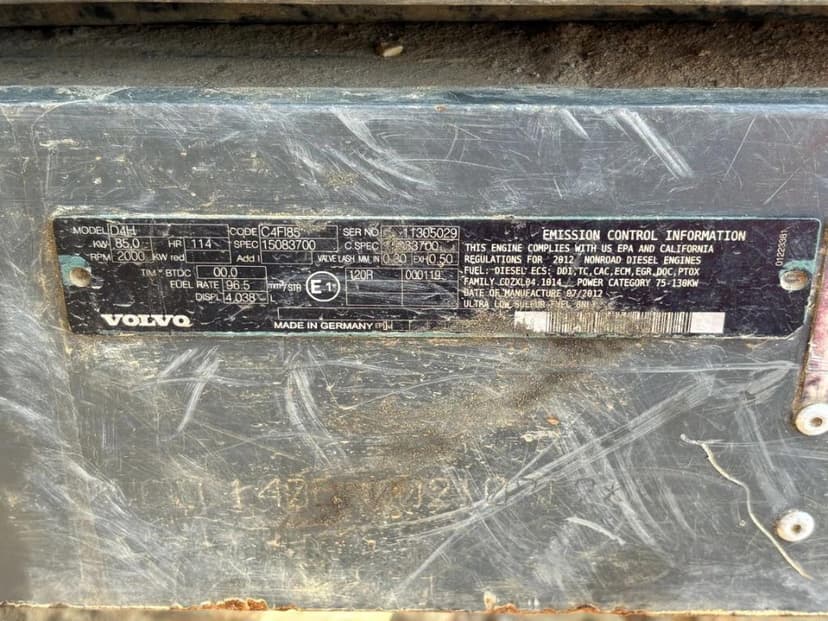 MODEL D4H CODE C4FI85 SER NO 11305029
KW 85.0 HR 114 SPEC 15083700 C.SPEC
RPM 2000 KW red Add I VALVE LASH MM, IN 0.30 EXH 0.50
TIM ° BTDC 00.0
FUEL RATE 96.5 mm³/STR
DISPL 4.038 L
E1 120R 000119
VOLVO
MADE IN GERMANY
EMISSION CONTROL INFORMATION
THIS ENGINE COMPLIES WITH US EPA AND CALIFORNIA
REGULATIONS FOR 2012 NONROAD DIESEL ENGINES
FUEL: DIESEL ECS: DDI,TC,CAC,ECM,EGR,DOC,PTOX
FAMILY CDZXL04.1014 POWER CATEGORY 75-130KW
DATE OF MANUFACTURE 07/2012
ULTRA LOW SULFUR FUEL ONLY
01223381